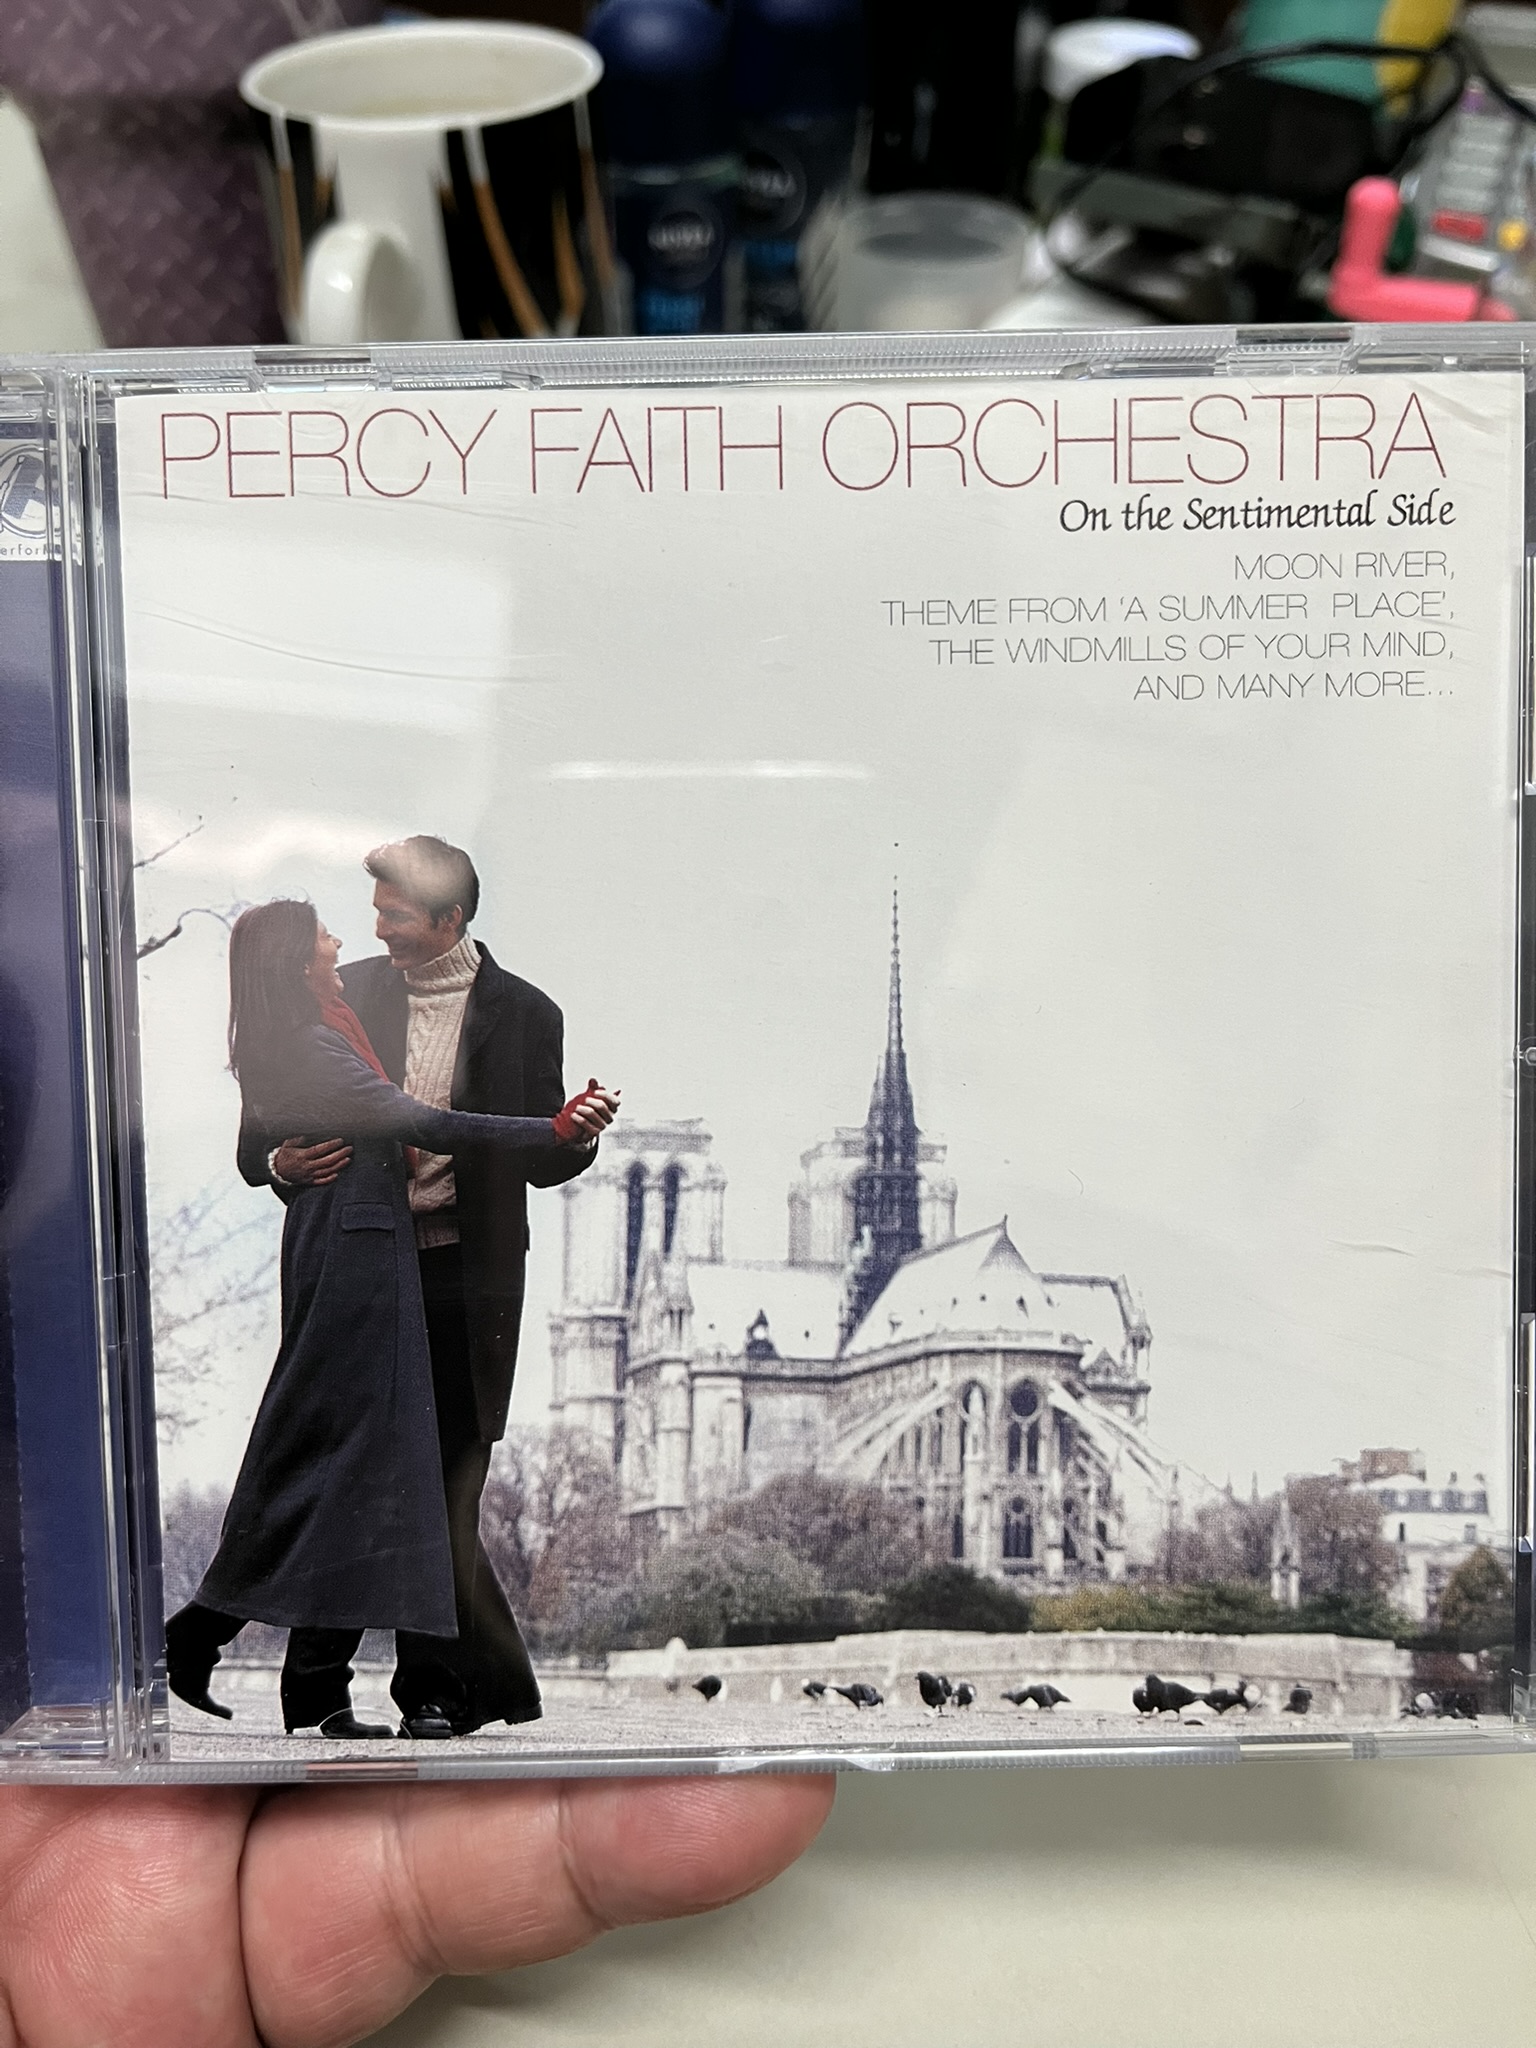 PERCY FAITH ORCHESTRA
On the Sentimental Side
MOON RIVER,
THEME FROM ‘A SUMMER PLACE’,
THE WINDMILLS OF YOUR MIND,
AND MANY MORE...